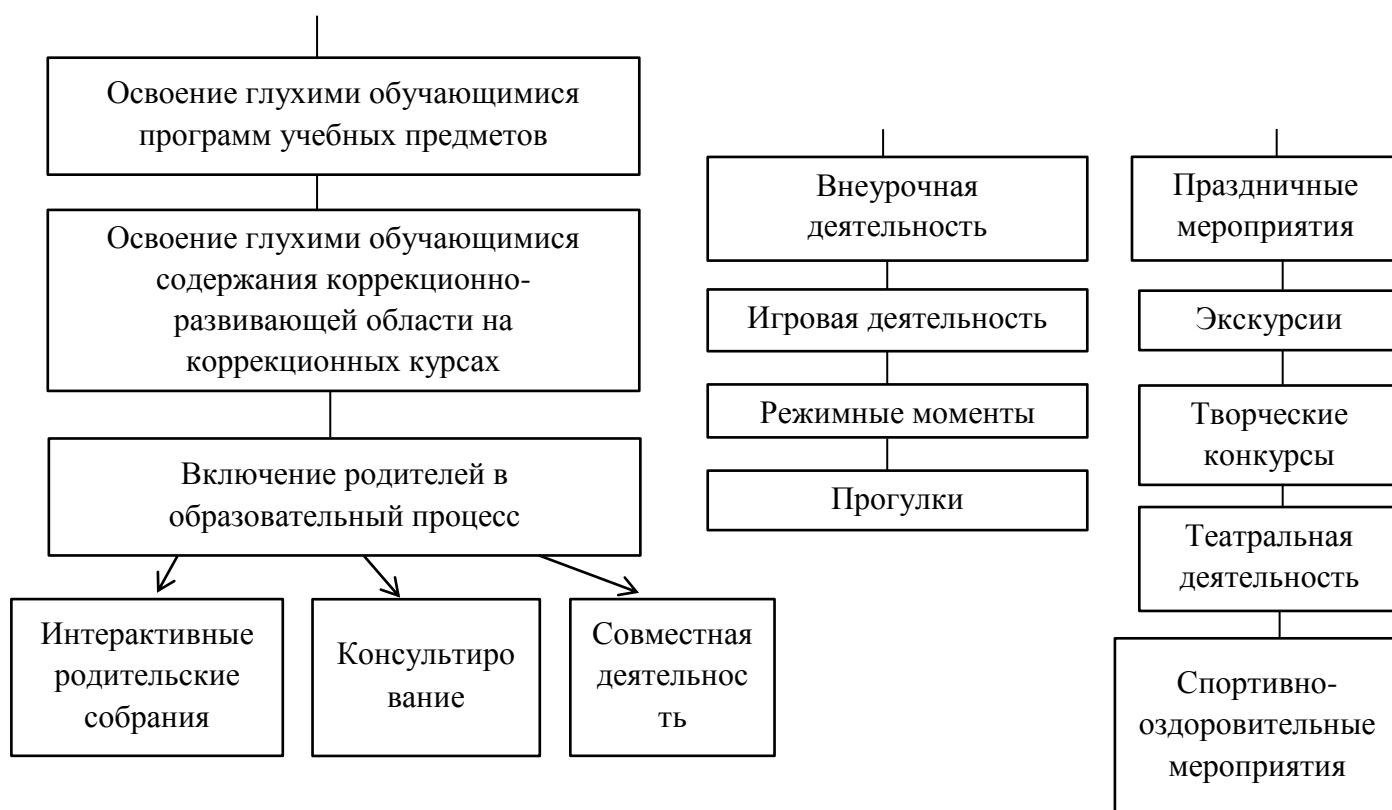 Освоение глухими обучающимися
программ учебных предметов
Освоение глухими обучающимися
содержания коррекционно-
развивающей области на
коррекционных курсах
Включение родителей в
образовательный процесс
Интерактивные
родительские
собрания
Консультиро
вание
Совместная
деятельнос
ть
Внеурочная
деятельность
Игровая деятельность
Режимные моменты
Прогулки
Праздничные
мероприятия
Экскурсии
Творческие
конкурсы
Театральная
деятельность
Спортивно-
оздоровительные
мероприятия